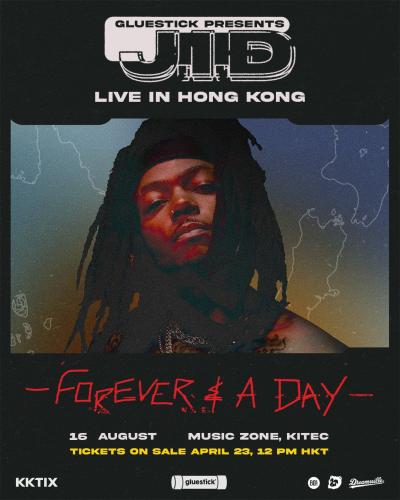 GLUESTICK PRESENTS
JID
LIVE IN HONG KONG
—FOREVER & A DAY—
16 AUGUST MUSIC ZONE, KITEC
TICKETS ON SALE APRIL 23, 12 PM HKT
KKTIX
gluestick
Dreamville